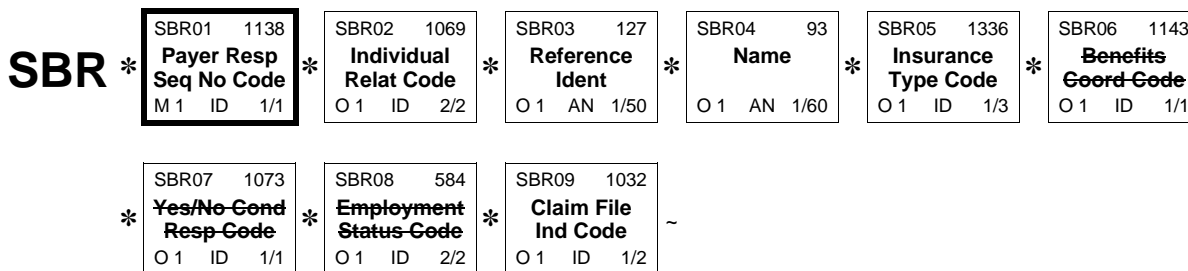 SBR * SBR01 1138 * SBR02 1069 * SBR03 127 * SBR04 93 * SBR05 1336 * SBR06 1143
Payer Resp Individual Reference Name Insurance Benefits
Seq No Code Relat Code Ident Type Code Coord Code
M 1 ID 1/1 O 1 ID 2/2 O 1 AN 1/50 O 1 AN 1/60 O 1 ID 1/3 O 1 ID 1/1
* SBR07 1073 * SBR08 584 * SBR09 1032 ~
Yes/No Cond Employment Claim File
Resp Code Status Code Ind Code
O 1 ID 1/1 O 1 ID 2/2 O 1 ID 1/2